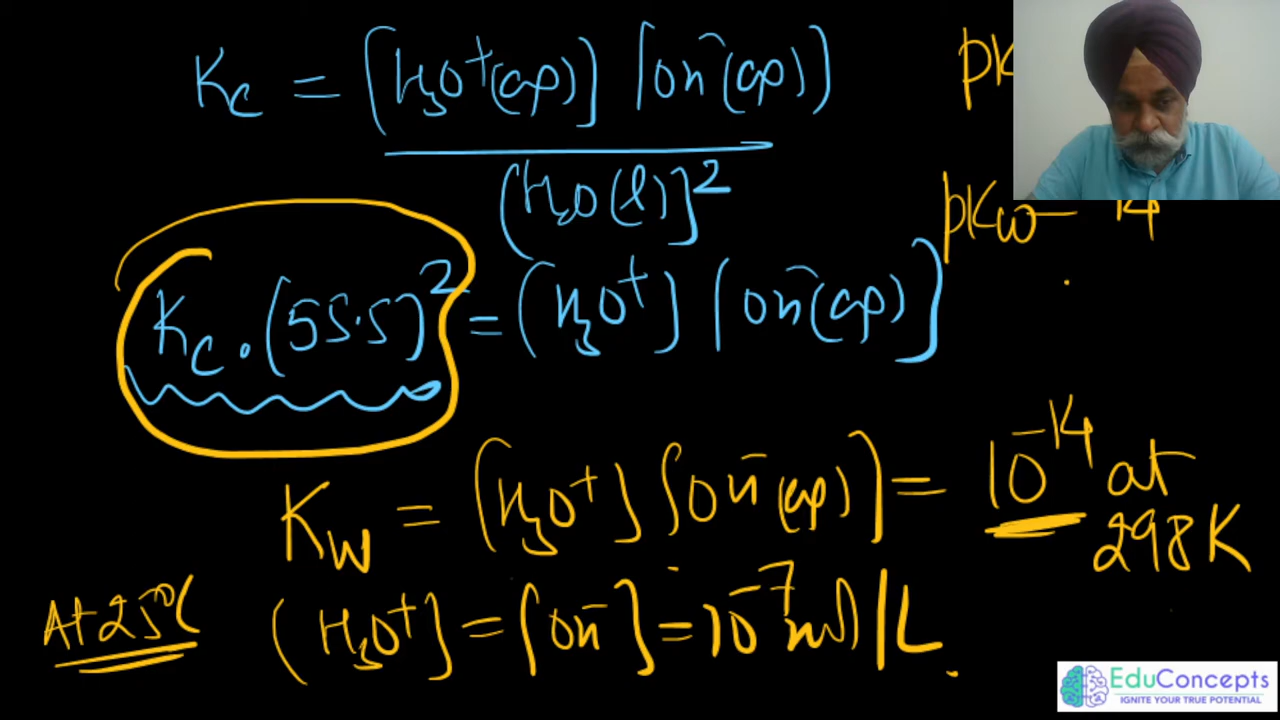 Kc = [H3O+(aq)] [OH-(aq)]
[H2O(l)]^2
pK
pKw = 14
Kc.(55.5)^2 = [H3O+] [OH-(aq)]
Kw = [H3O+] [OH-(aq)] = 10^-14 at 298K
At 25°C [H3O+] = [OH-] = 10^-7 mol/L.
EduConcepts
IGNITE YOUR TRUE POTENTIAL